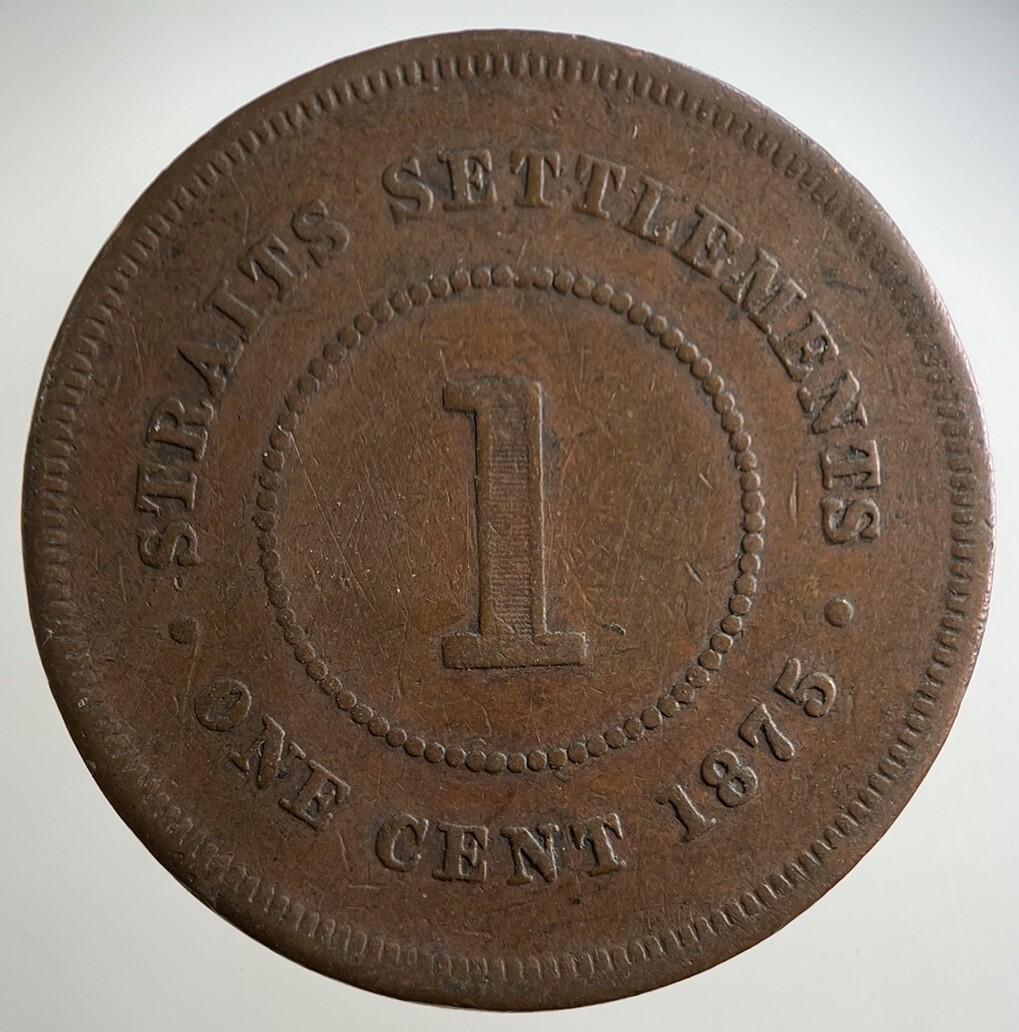 STRAITS SETTLEMENTS
1
ONE CENT 1875